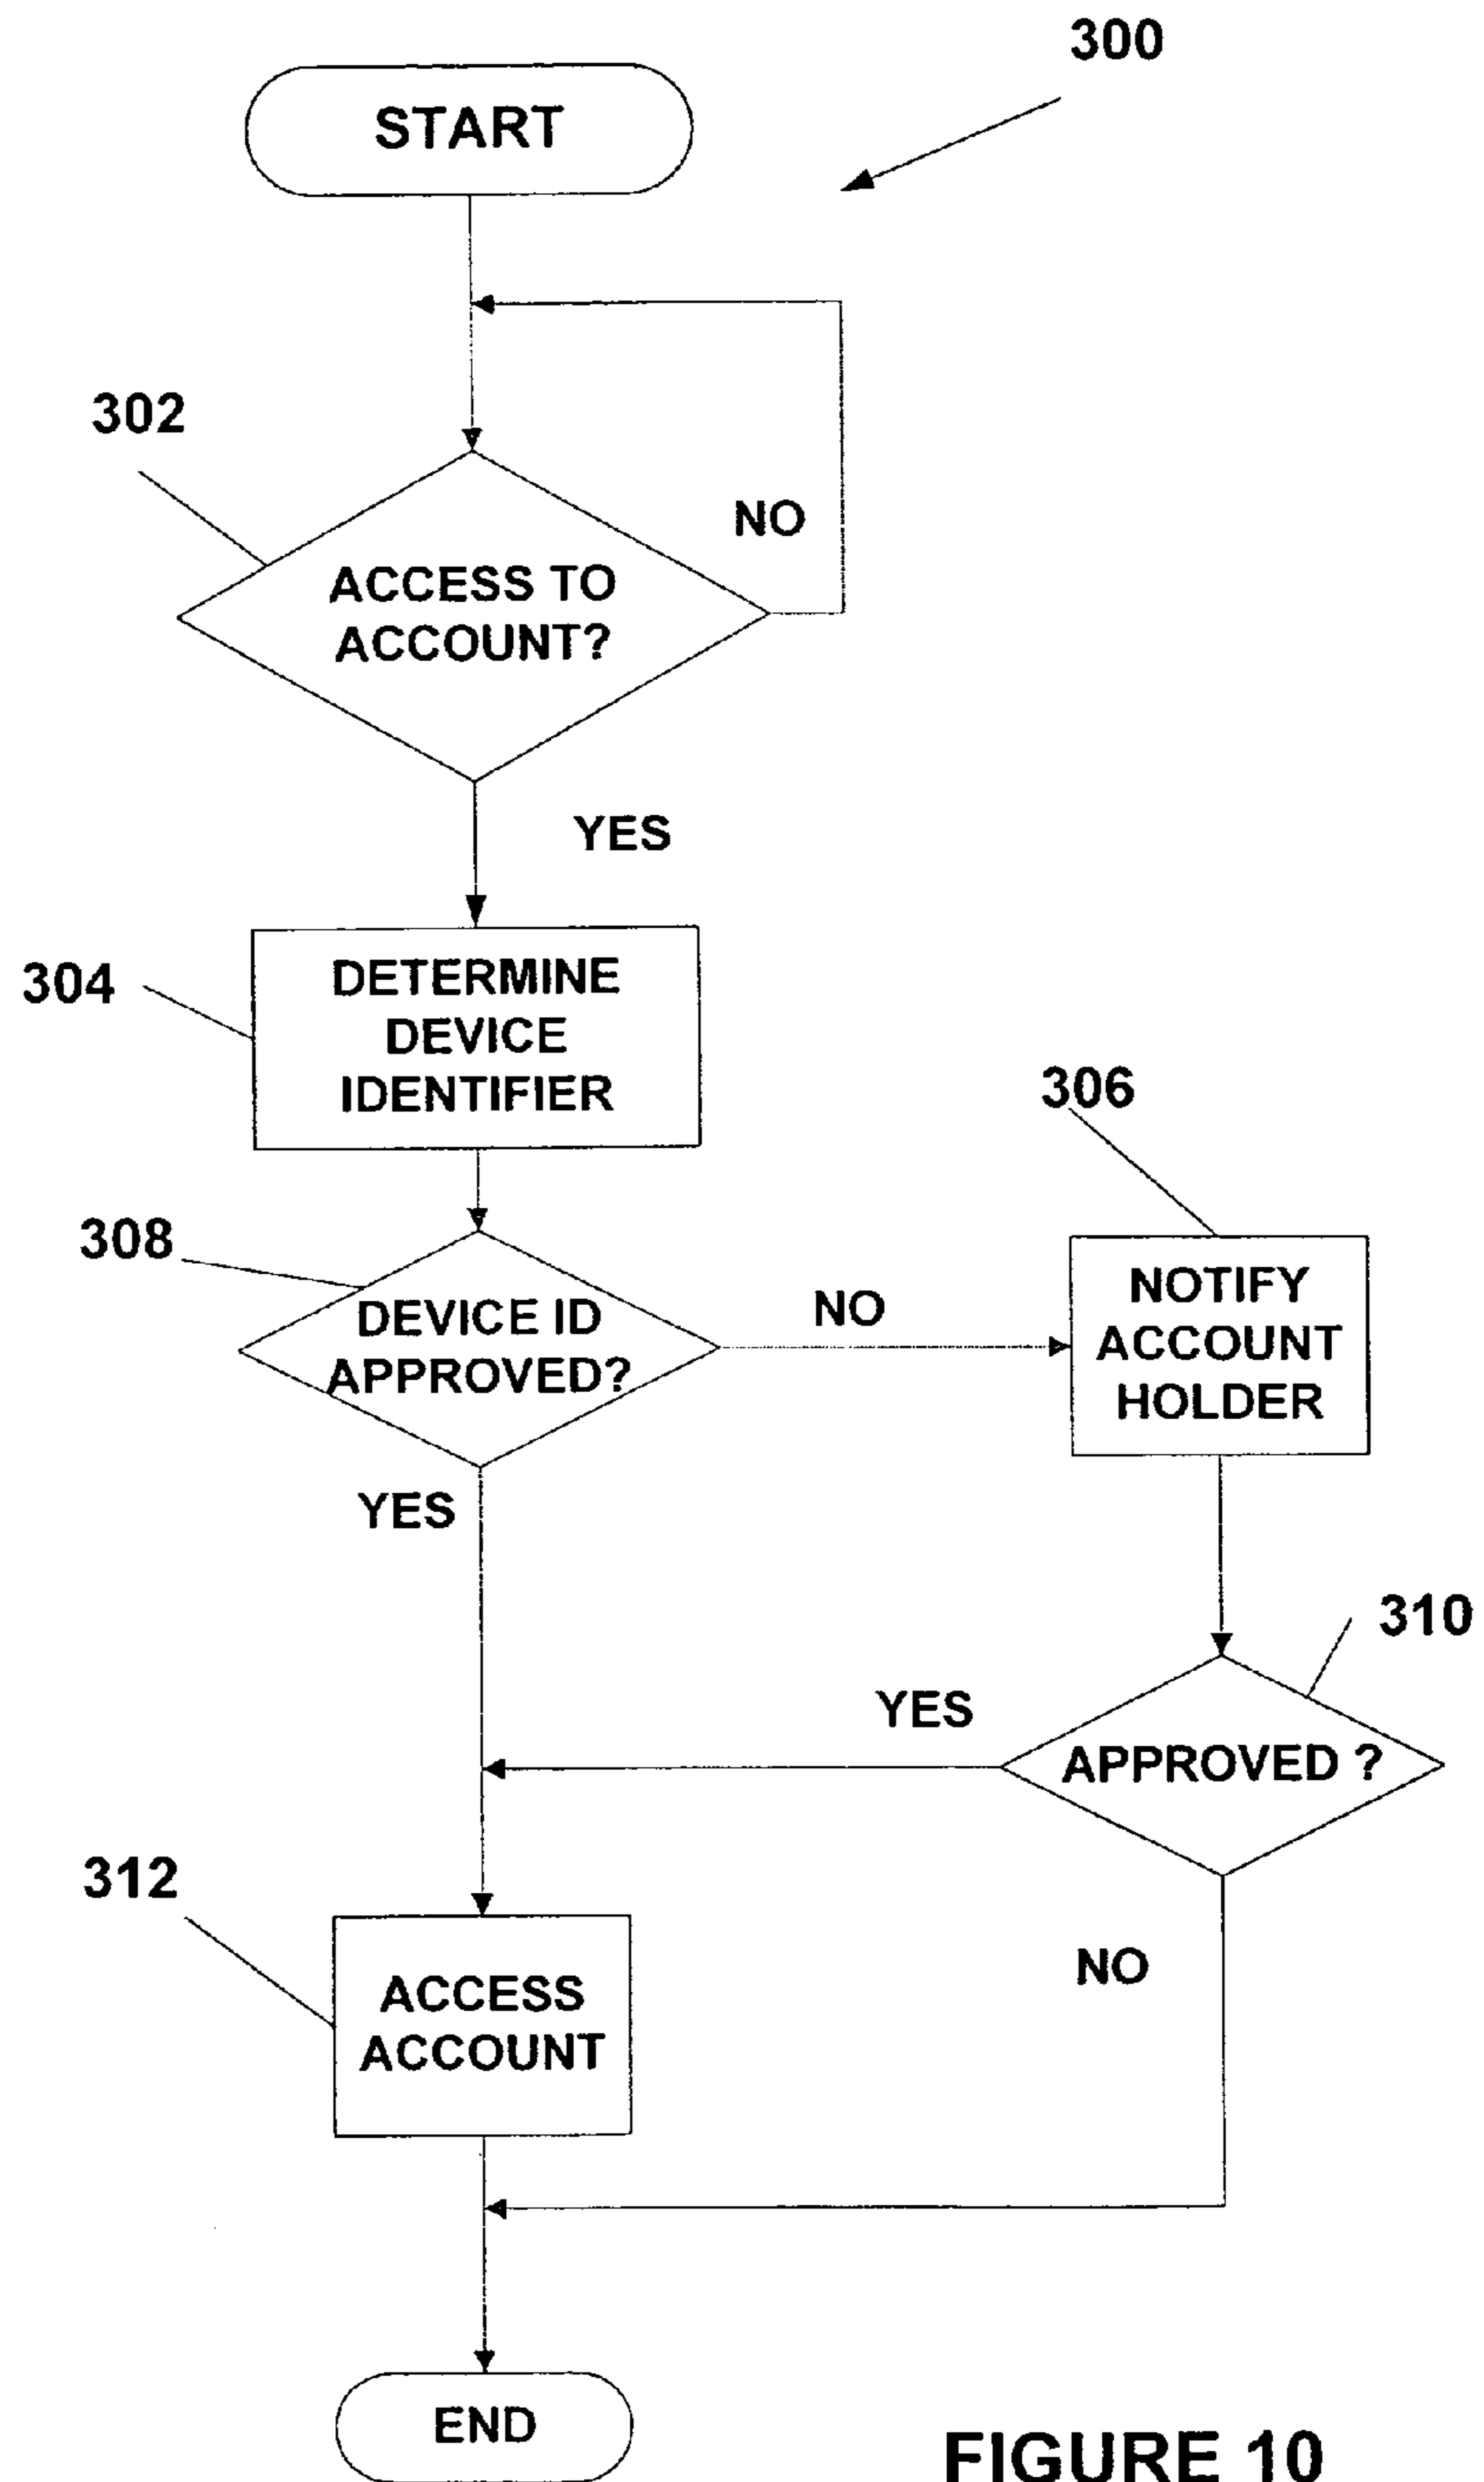 300
START
302
NO
ACCESS TO
ACCOUNT?
YES
304
DETERMINE
DEVICE
IDENTIFIER
306
308
DEVICE ID
APPROVED?
NO
NOTIFY
ACCOUNT
HOLDER
YES
310
YES
APPROVED ?
312
NO
ACCESS
ACCOUNT
END
FIGURE 10